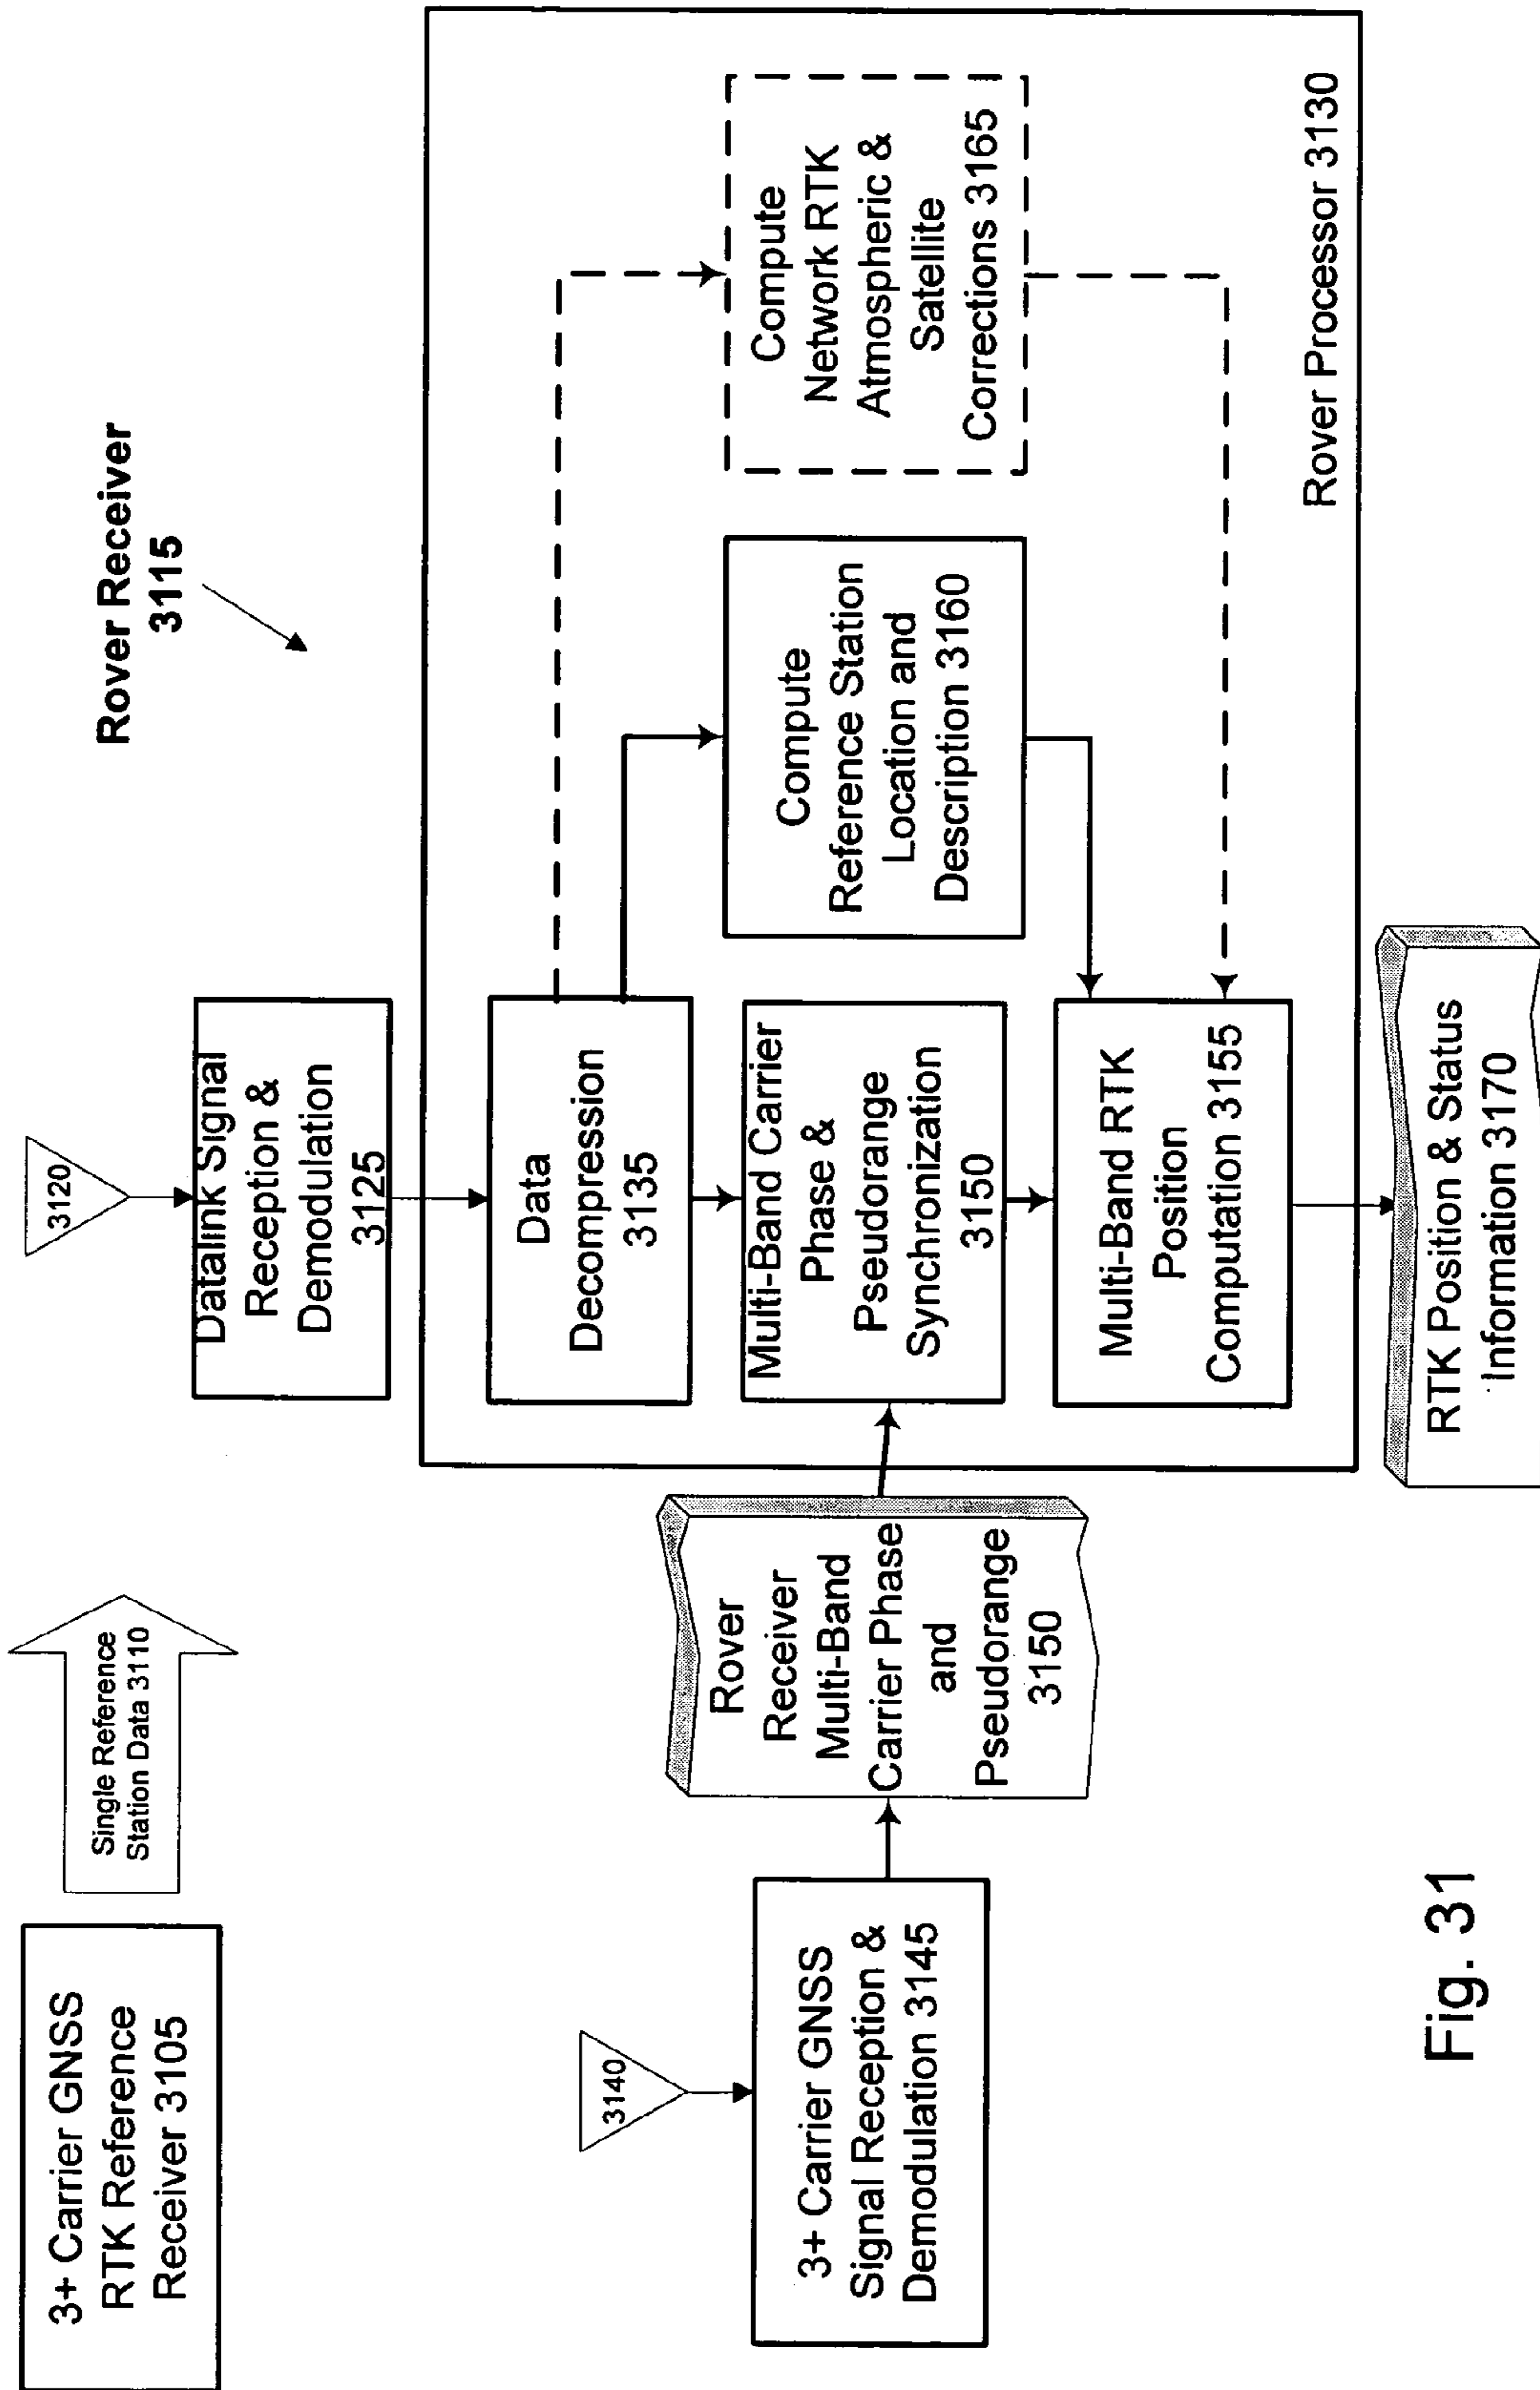 3+ Carrier GNSS
RTK Reference
Receiver 3105
Single Reference
Station Data 3110
Rover Receiver
3115
3120
Datalink Signal
Reception &
Demodulation
3125
Data
Decompression
3135
Multi-Band Carrier
Phase &
Pseudorange
Synchronization
3150
Multi-Band RTK
Position
Computation 3155
Compute
Reference Station
Location and
Description 3160
Compute
Network RTK
Atmospheric &
Satellite
Corrections 3165
Rover Processor 3130
3140
3+ Carrier GNSS
Signal Reception &
Demodulation 3145
Rover
Receiver
Multi-Band
Carrier Phase
and
Pseudorange
3150
RTK Position & Status
Information 3170
Fig. 31